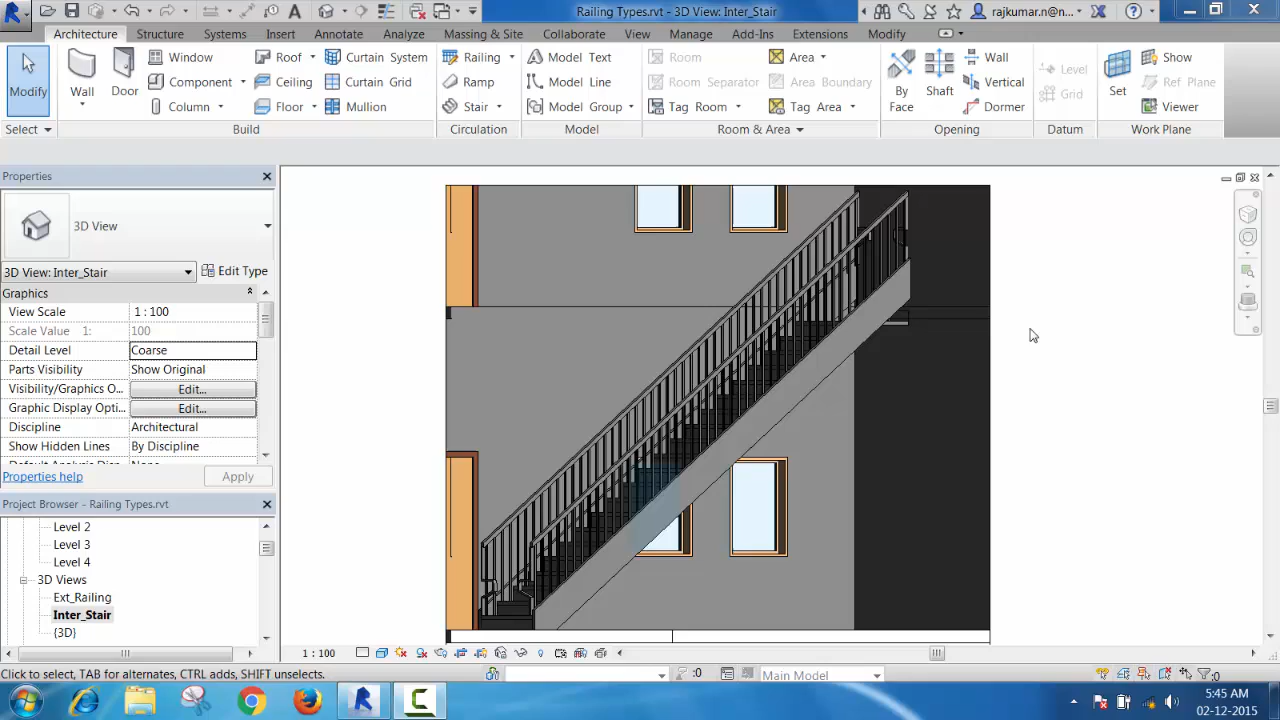 Railing Types.rvt - 3D View: Inter_Stair
rajkumar.n@n...
Architecture Structure Systems Insert Annotate Analyze Massing & Site Collaborate View Manage Add-Ins Extensions Modify
Modify
Wall
Door
Window
Component
Column
Roof
Ceiling
Floor
Curtain System
Curtain Grid
Mullion
Railing
Ramp
Stair
Model Text
Model Line
Model Group
Room
Room Separator
Tag Room
Area
Area Boundary
Tag Area
By
Face
Shaft
Wall
Vertical
Dormer
Level
Grid
Set
Show
Ref Plane
Viewer
Select Build Circulation Model Room & Area Opening Datum Work Plane
Properties
3D View
3D View: Inter_Stair Edit Type
Graphics
View Scale 1 : 100
Scale Value 1: 100
Detail Level Coarse
Parts Visibility Show Original
Visibility/Graphics O... Edit...
Graphic Display Opti... Edit...
Discipline Architectural
Show Hidden Lines By Discipline
Properties help Apply
Project Browser - Railing Types.rvt
Level 2
Level 3
Level 4
3D Views
Ext_Railing
Inter_Stair
{3D}
1 : 100
Click to select, TAB for alternates, CTRL adds, SHIFT unselects.
:0
Main Model
:0
5:45 AM
02-12-2015